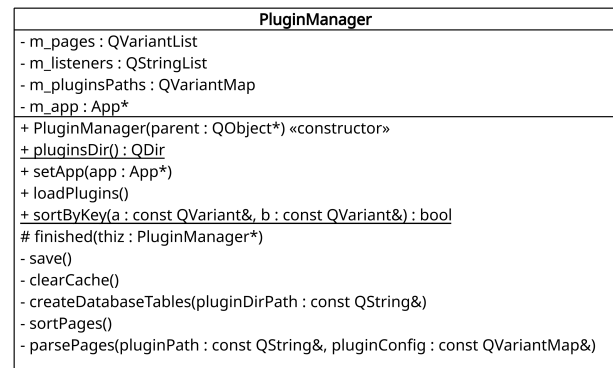 PluginManager
- m_pages : QVariantList
- m_listeners : QStringList
- m_pluginsPaths : QVariantMap
- m_app : App*
+ PluginManager(parent : QObject*) «constructor»
+ pluginsDir() : QDir
+ setApp(app : App*)
+ loadPlugins()
+ sortByKey(a : const QVariant&, b : const QVariant&) : bool
# finished(thiz : PluginManager*)
- save()
- clearCache()
- createDatabaseTables(pluginDirPath : const QString&)
- sortPages()
- parsePages(pluginPath : const QString&, pluginConfig : const QVariantMap&)